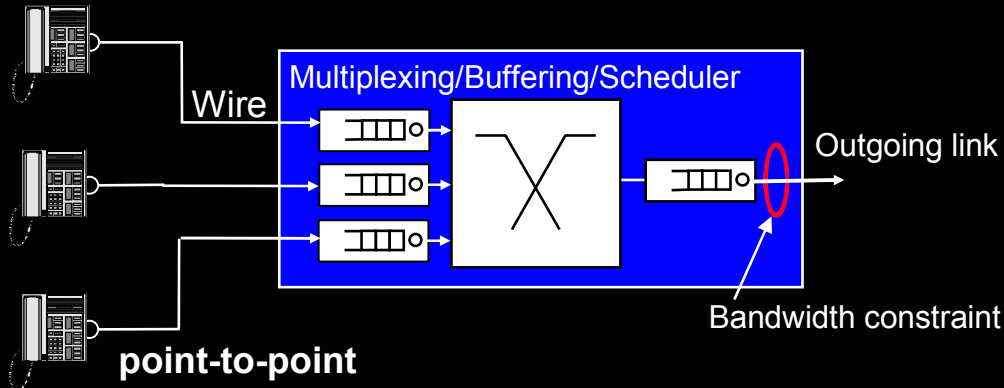 Multiplexing/Buffering/Scheduler
Wire
Outgoing link
Bandwidth constraint
point-to-point